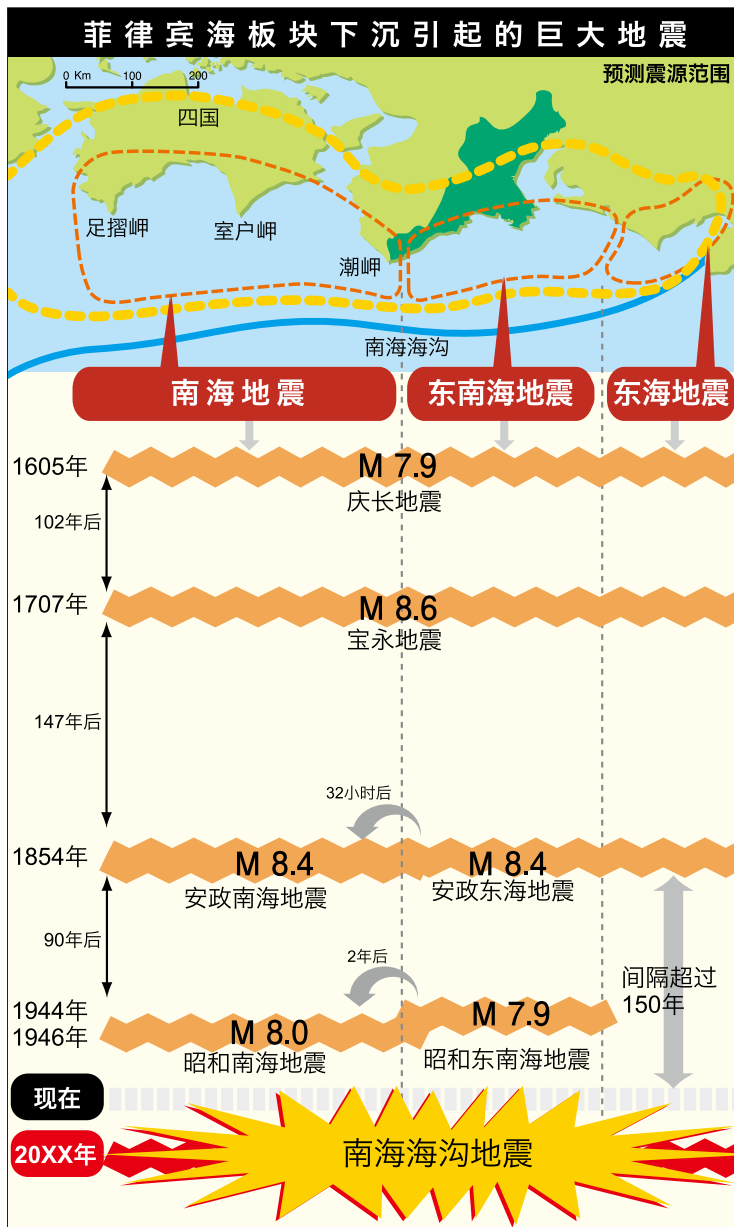 菲律宾海板块下沉引起的巨大地震
0 Km 100 200
预测震源范围
四国
足摺岬
室户岬
潮岬
南海海沟
南海地震
东南海地震
东海地震
1605年
M 7.9
庆长地震
102年后
1707年
M 8.6
宝永地震
147年后
32小时后
1854年
M 8.4
安政南海地震
M 8.4
安政东海地震
90年后
2年后
间隔超过
150年
1944年
1946年
M 8.0
昭和南海地震
M 7.9
昭和东南海地震
现在
20XX年
南海海沟地震